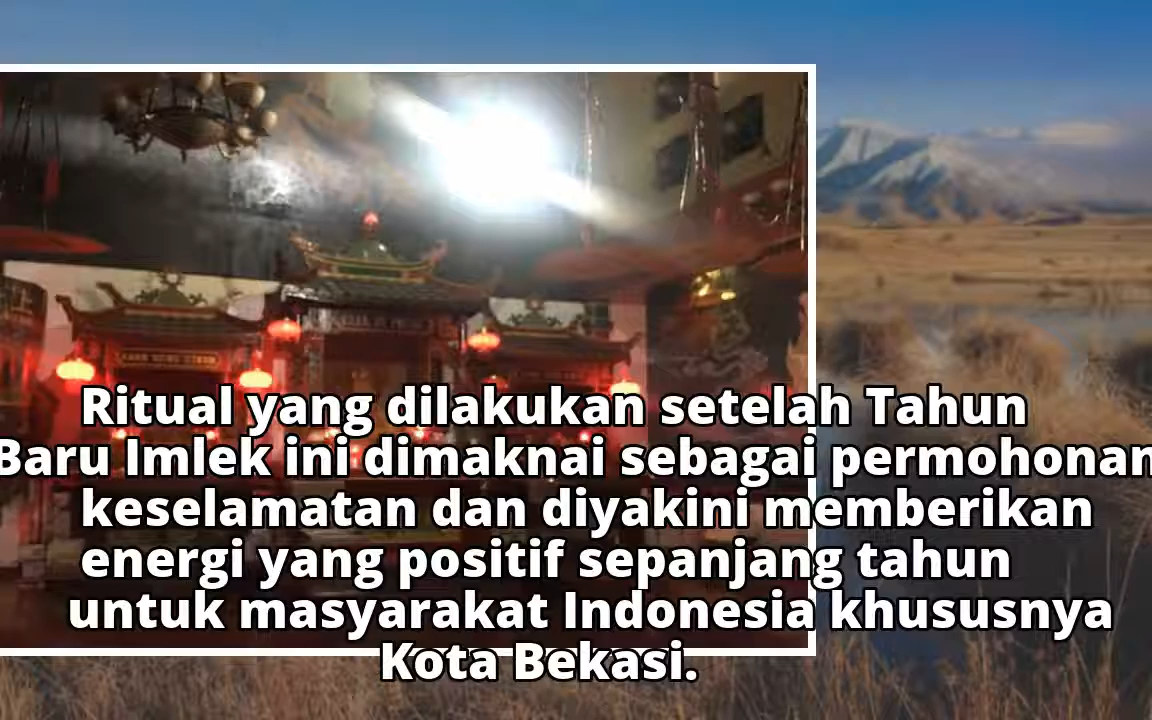 Ritual yang dilakukan setelah Tahun
Baru Imlek ini dimaknai sebagai permohonan
keselamatan dan diyakini memberikan
energi yang positif sepanjang tahun
untuk masyarakat Indonesia khususnya
Kota Bekasi.